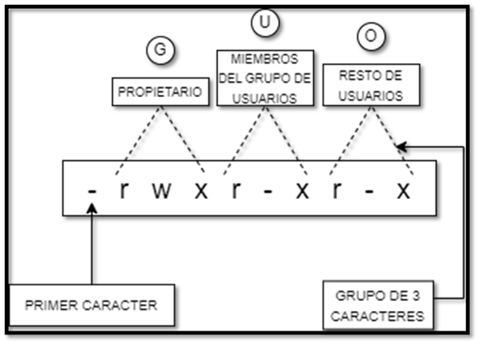 G
U
O
PROPIETARIO
MIEMBROS
DEL GRUPO DE
USUARIOS
RESTO DE
USUARIOS
- r w x r - x r - x
PRIMER CARACTER
GRUPO DE 3
CARACTERES